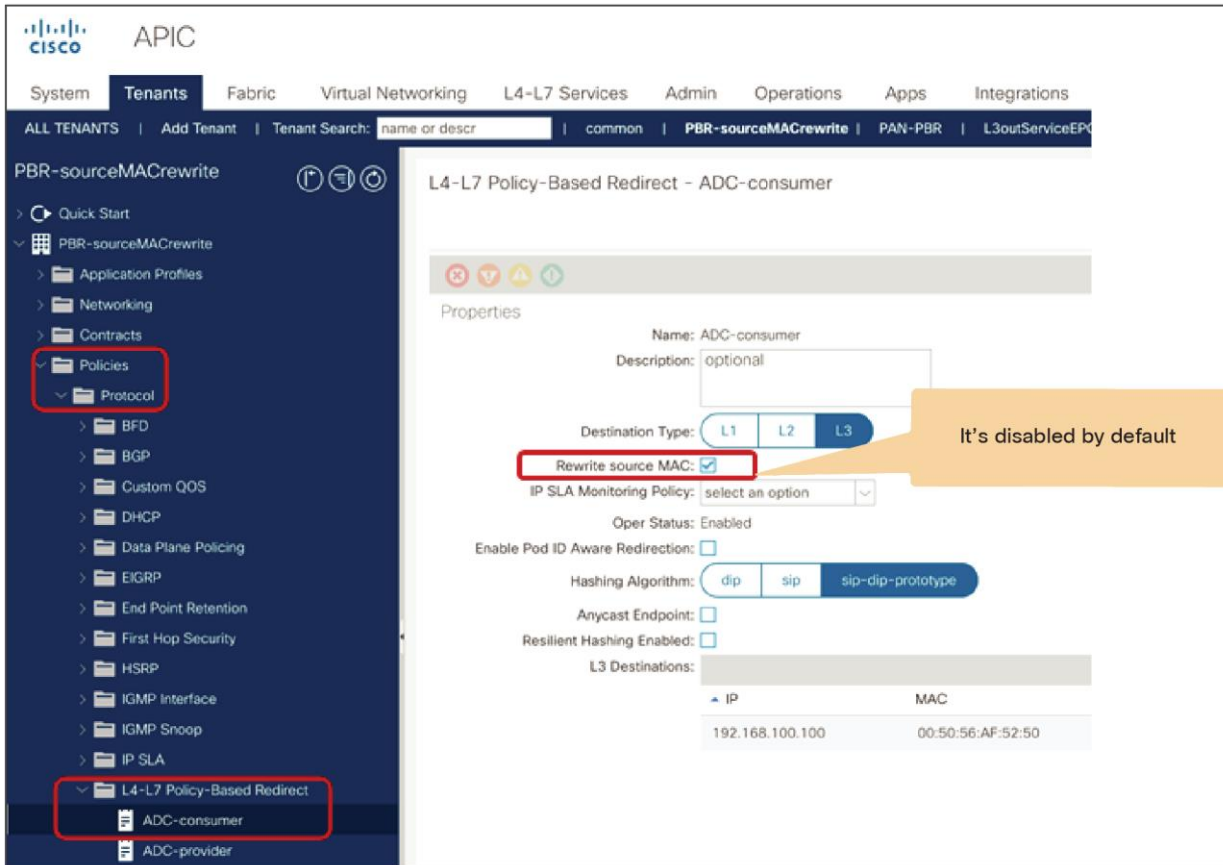 CISCO
APIC
System Tenants Fabric Virtual Networking L4-L7 Services Admin Operations Apps Integrations
ALL TENANTS | Add Tenant | Tenant Search: name or descr | common | PBR-sourceMACrewrite | PAN-PBR | L3outServiceEPG
PBR-sourceMACrewrite
Quick Start
PBR-sourceMACrewrite
Application Profiles
Networking
Contracts
Policies
Protocol
BFD
BGP
Custom QOS
DHCP
Data Plane Policing
EIGRP
End Point Retention
First Hop Security
HSRP
IGMP Interface
IGMP Snoop
IP SLA
L4-L7 Policy-Based Redirect
ADC-consumer
ADC-provider
L4-L7 Policy-Based Redirect - ADC-consumer
Properties
Name: ADC-consumer
Description: optional
Destination Type: L1 L2 L3
Rewrite source MAC:
It's disabled by default
IP SLA Monitoring Policy: select an option
Oper Status: Enabled
Enable Pod ID Aware Redirection:
Hashing Algorithm: dip sip sip-dip-prototype
Anycast Endpoint:
Resilient Hashing Enabled:
L3 Destinations:
IP MAC
192.168.100.100 00:50:56:AF:52:50